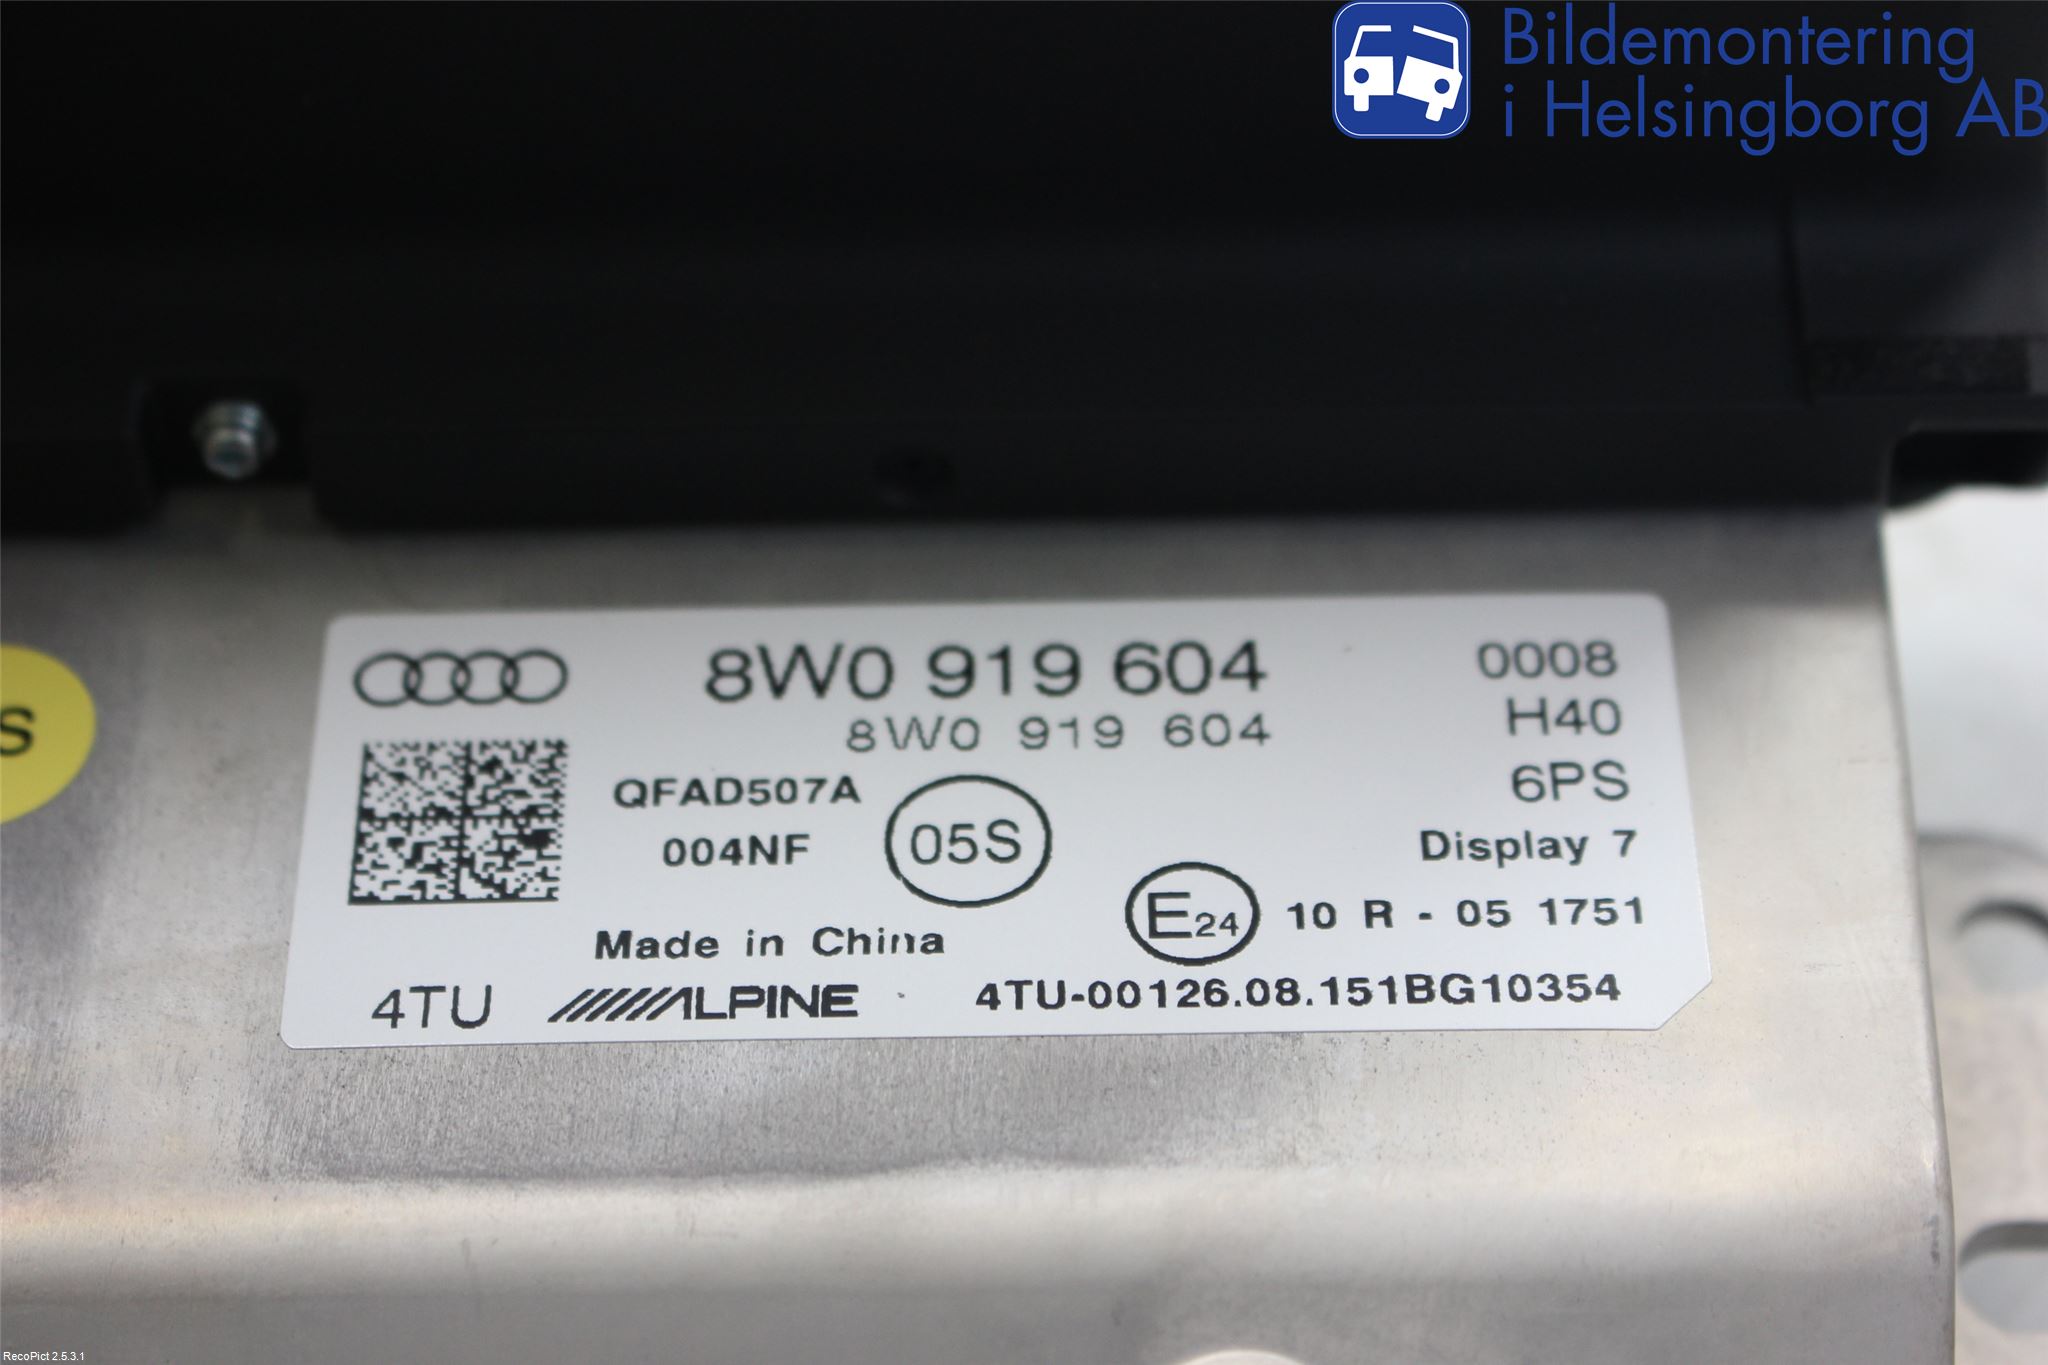 Bildemontering
i Helsingborg AB
S
8W0 919 604
0008
8W0 919 604
H40
QFAD507A
6PS
004NF
05S
Display 7
E24
10 R - 05 1751
Made in China
4TU
ALPINE
4TU-00126.08.151BG10354
RecoPict 2.5.3.1